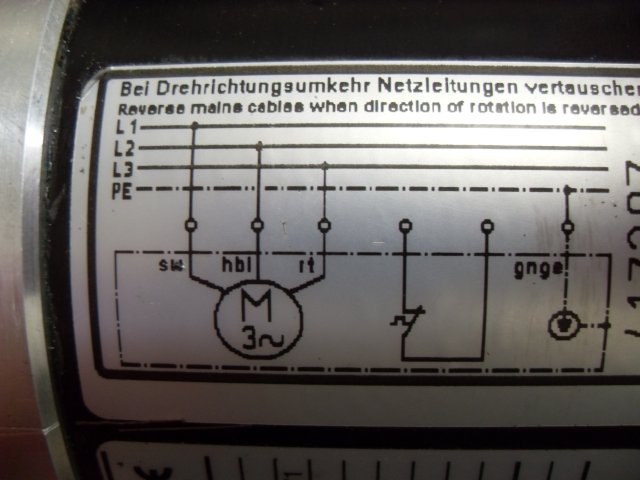 Bei Drehrichtungsumkehr Netzleitungen vertauschen
Reverse mains cables when direction of rotation is reversed
L1
L2
L3
PE
sw hbl rt gnge
M
3~